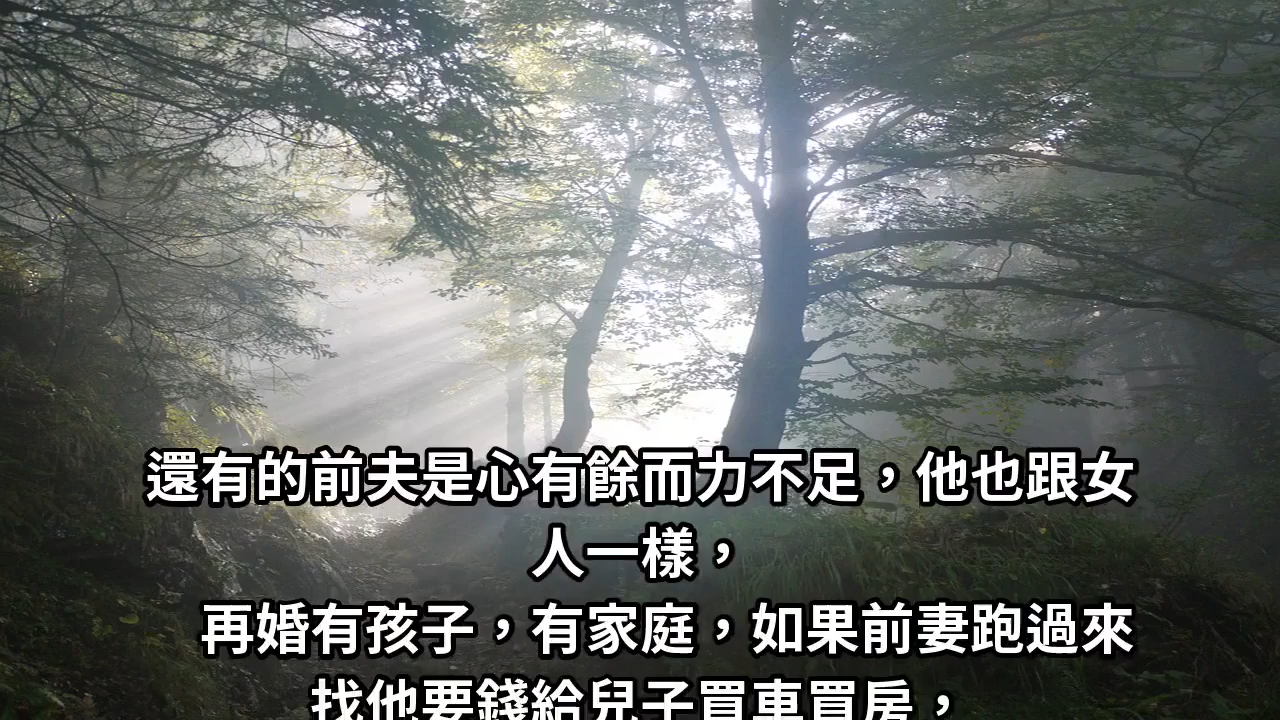 還有的前夫是心有餘而力不足，他也跟女
人一樣，
再婚有孩子，有家庭，如果前妻跑過來
找他要錢給兒子買車買房，